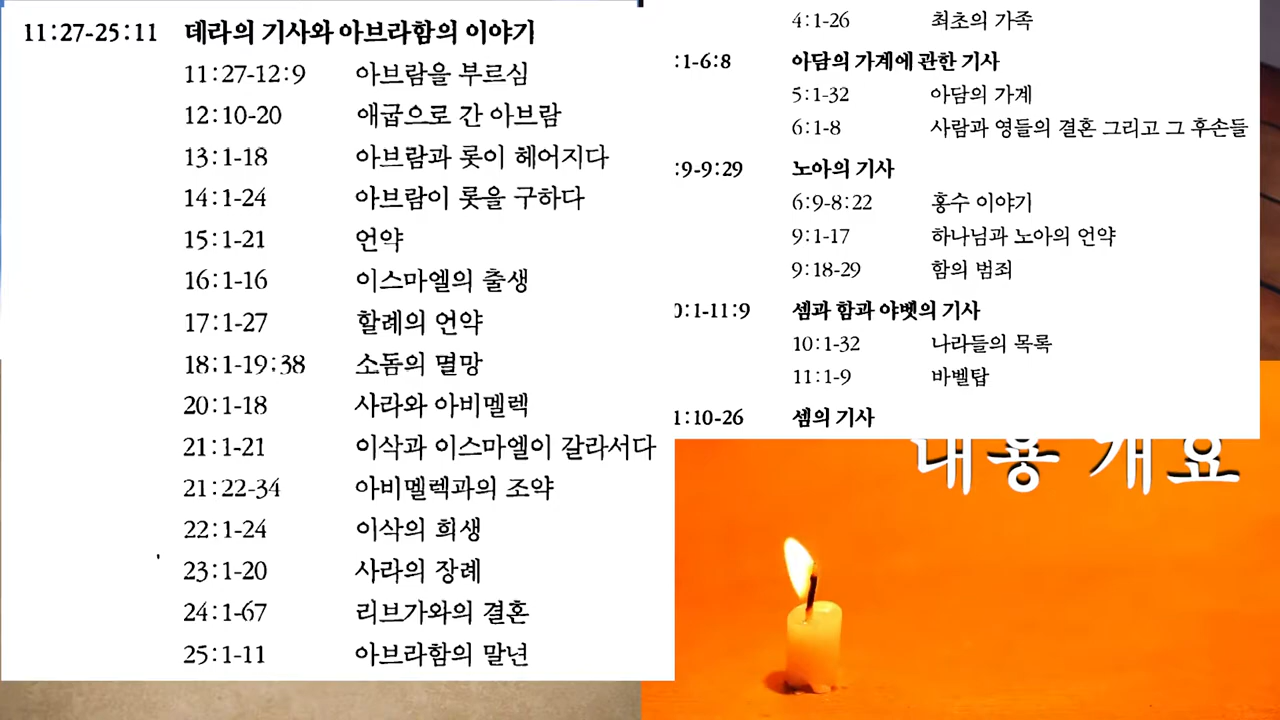 11:27-25:11 데라의 기사와 아브라함의 이야기
11:27-12:9 아브람을 부르심
12:10-20 애굽으로 간 아브람
13:1-18 아브람과 롯이 헤어지다
14:1-24 아브람이 롯을 구하다
15:1-21 언약
16:1-16 이스마엘의 출생
17:1-27 할례의 언약
18:1-19:38 소돔의 멸망
20:1-18 사라와 아비멜렉
21:1-21 이삭과 이스마엘이 갈라서다
21:22-34 아비멜렉과의 조약
22:1-24 이삭의 희생
23:1-20 사라의 장례
24:1-67 리브가와의 결혼
25:1-11 아브라함의 말년
4:1-26 최초의 가족
:1-6:8 아담의 가계에 관한 기사
5:1-32 아담의 가계
6:1-8 사람과 영들의 결혼 그리고 그 후손들
:9-9:29 노아의 기사
6:9-8:22 홍수 이야기
9:1-17 하나님과 노아의 언약
9:18-29 함의 범죄
0:1-11:9 셈과 함과 야벳의 기사
10:1-32 나라들의 목록
11:1-9 바벨탑
1:10-26 셈의 기사
내용 개요